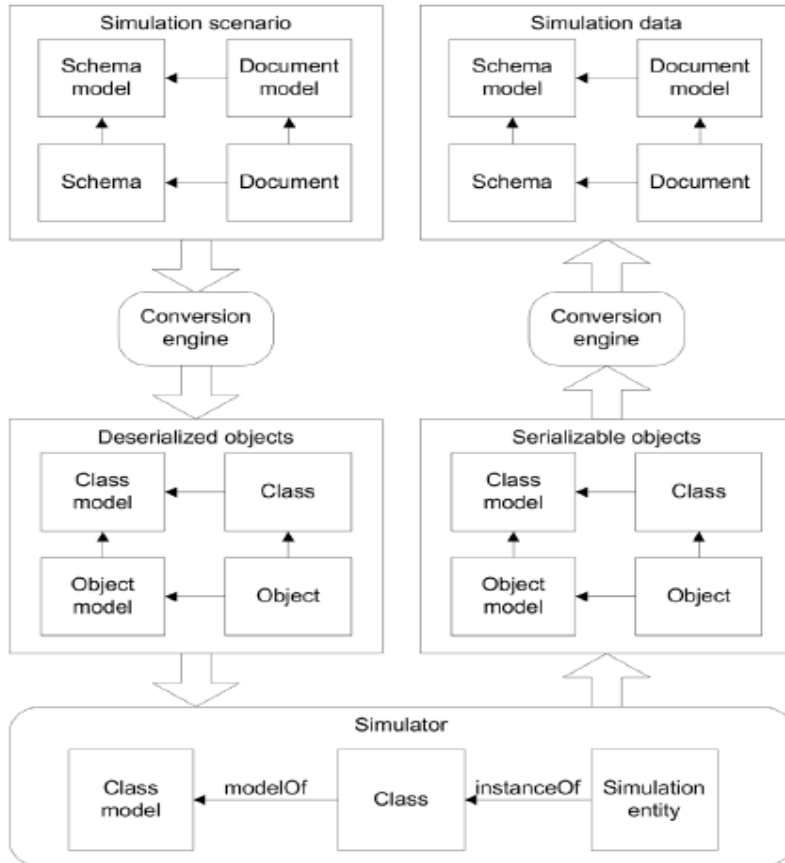 Simulation scenario
Schema
model
Document
model
Schema
Document
Simulation data
Schema
model
Document
model
Schema
Document
Conversion
engine
Conversion
engine
Deserialized objects
Class
model
Class
Object
model
Object
Serializable objects
Class
model
Class
Object
model
Object
Simulator
Class
model
modelOf
Class
instanceOf
Simulation
entity